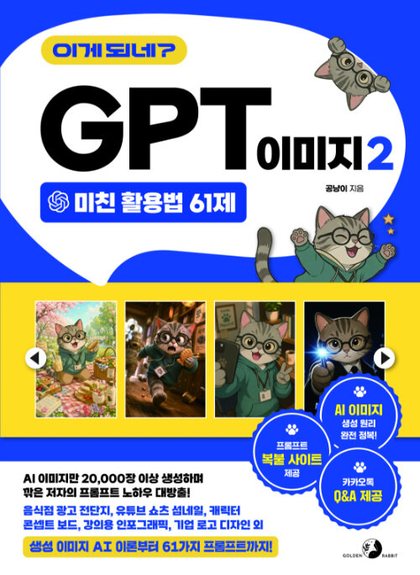 이게 되네?
GPT 이미지 2
미친 활용법 61제
공냥이 지음
AI 이미지
생성 원리
완전 정복!
프롬프트
복붙 사이트
제공
카카오톡
Q&A 제공
AI 이미지만 20,000장 이상 생성하며
깎은 저자의 프롬프트 노하우 대방출!
음식점 광고 전단지, 유튜브 쇼츠 섬네일, 캐릭터
콘셉트 보드, 강의용 인포그래픽, 기업 로고 디자인 외
생성 이미지 AI 이론부터 61가지 프롬프트까지!
GOLDEN RABBIT